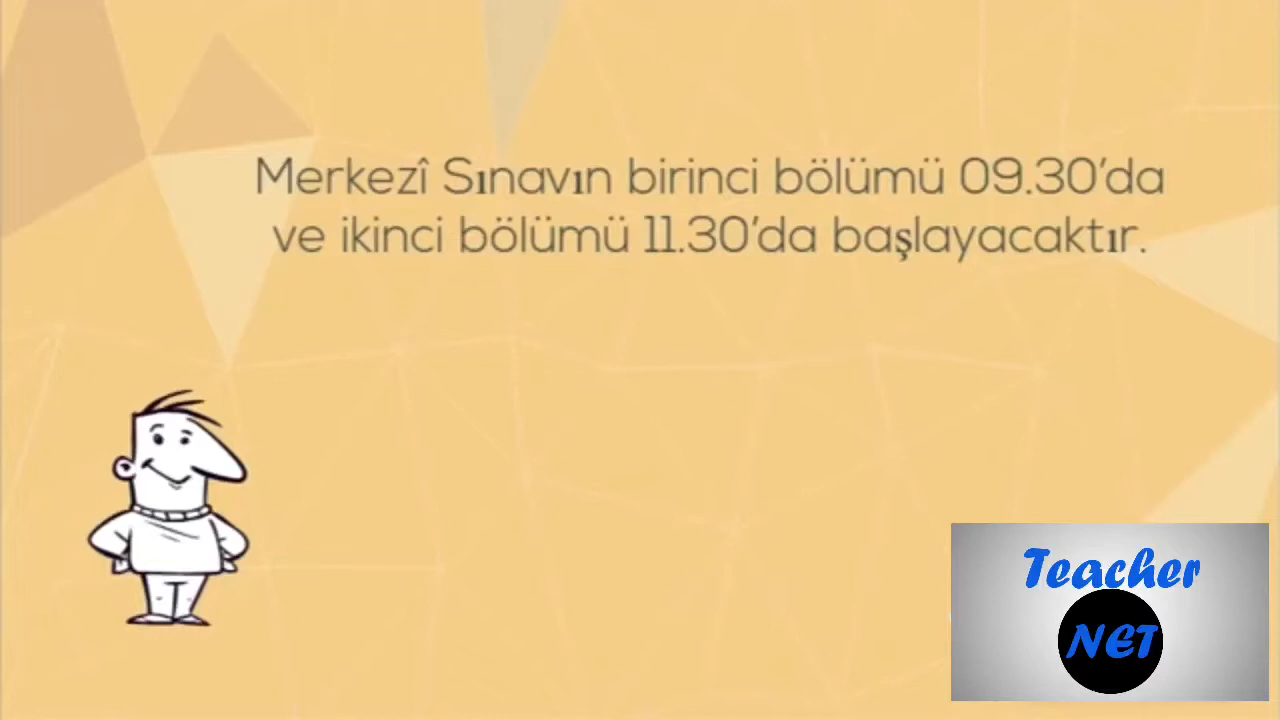 Merkezî Sınavın birinci bölümü 09.30'da
ve ikinci bölümü 11.30'da başlayacaktır.
Teacher
NET